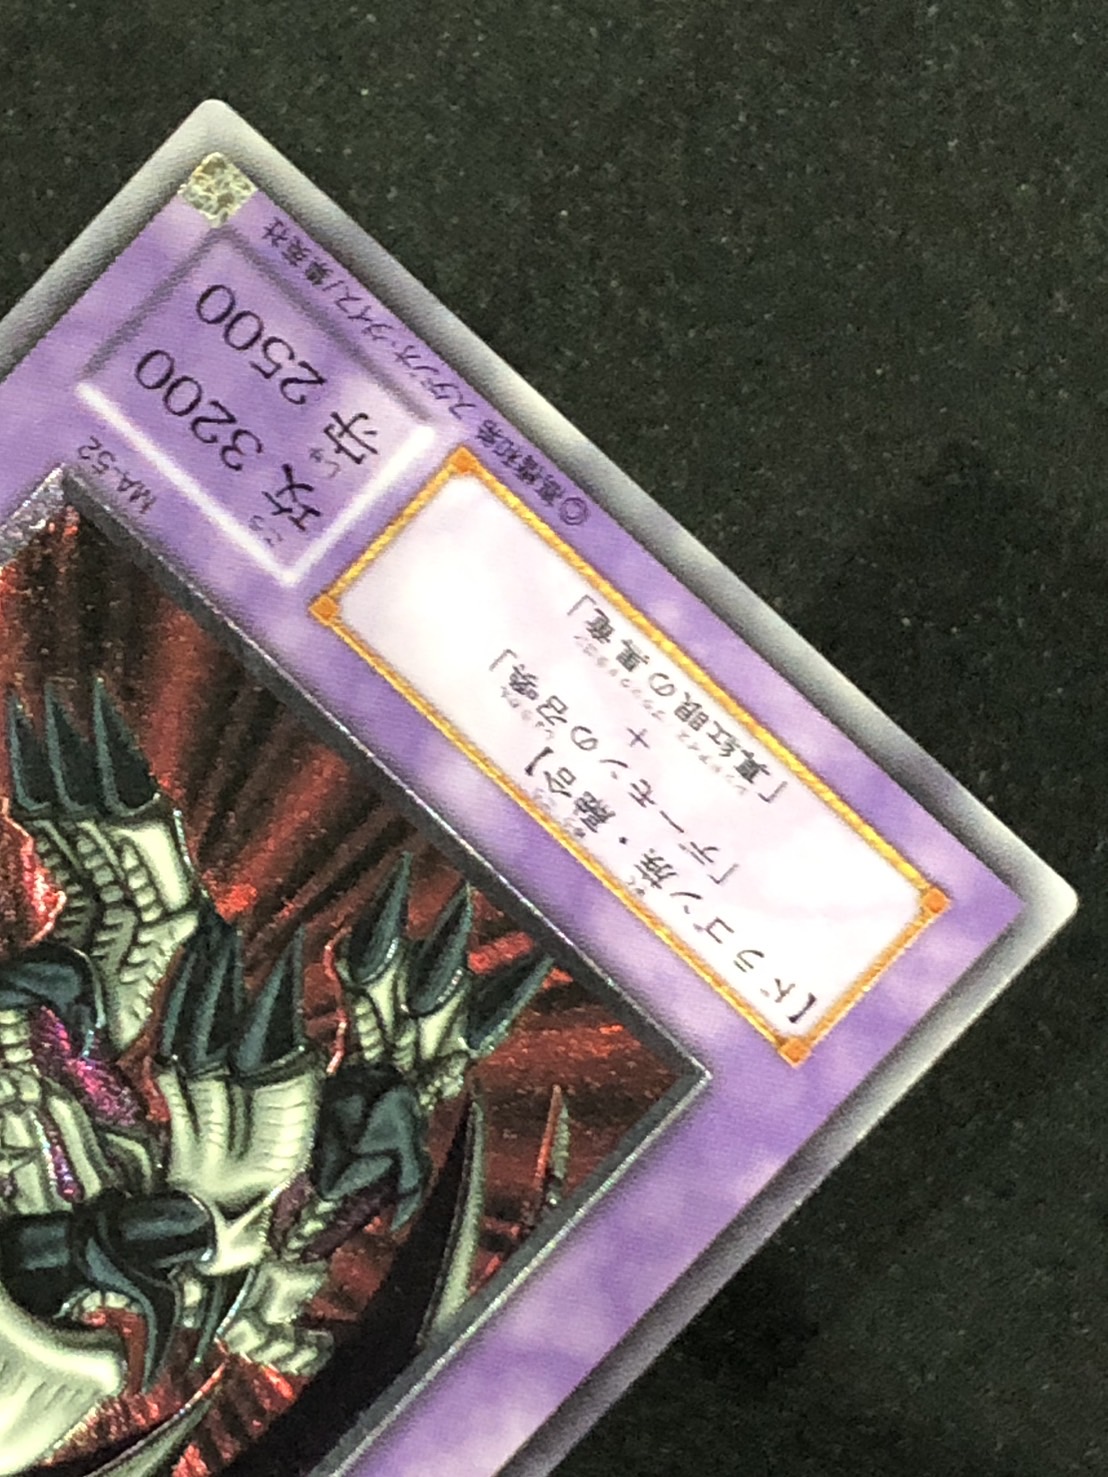 MA-52
【ドラゴン族・融合】
「デーモンの召喚」
＋
「真紅眼の黒竜」
攻 3200
守 2500
©高橋和希 スタジオ・ダイス/集英社